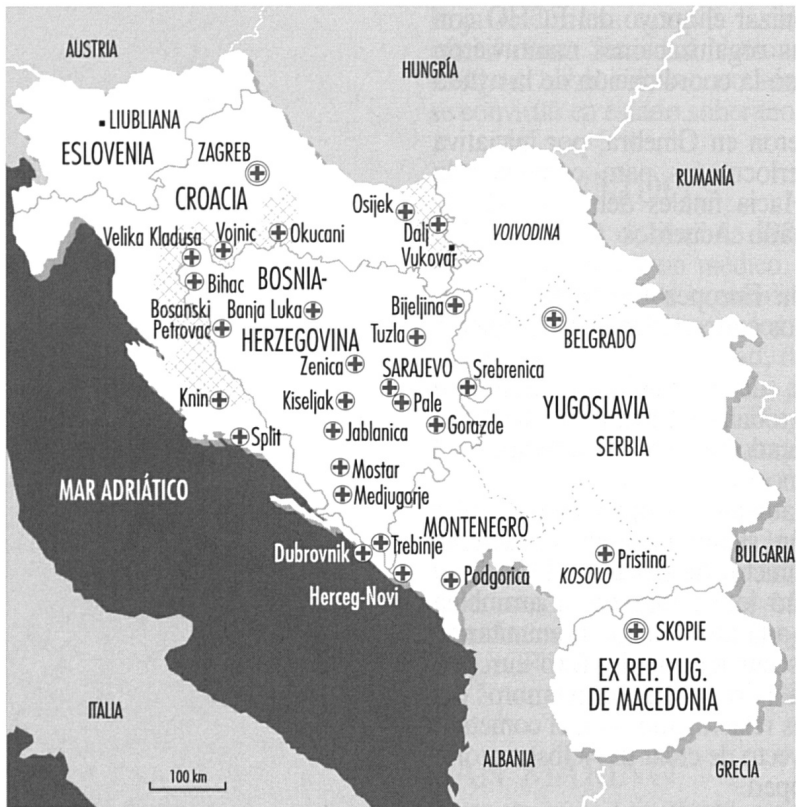 AUSTRIA
HUNGRÍA
LIUBLIANA
ESLOVENIA
ZAGREB
RUMANÍA
CROACIA
Osijek
Velika Kladusa
Vojnic
Okucani
Dalj
Vukovar
VOIVODINA
Bihac
BOSNIA-
HERZEGOVINA
Bosanski
Petrovac
Banja Luka
Bijeljina
Tuzla
BELGRADO
Zenica
SARAJEVO
Srebrenica
Knin
Kiseljak
Pale
YUGOSLAVIA
SERBIA
Split
Jablanica
Gorazde
MAR ADRIÁTICO
Mostar
Medjugorje
MONTENEGRO
Dubrovnik
Trebinje
Pristina
BULGARIA
Herceg-Novi
Podgorica
KOSOVO
SKOPIE
EX REP. YUG.
DE MACEDONIA
ITALIA
100 km
ALBANIA
GRECIA